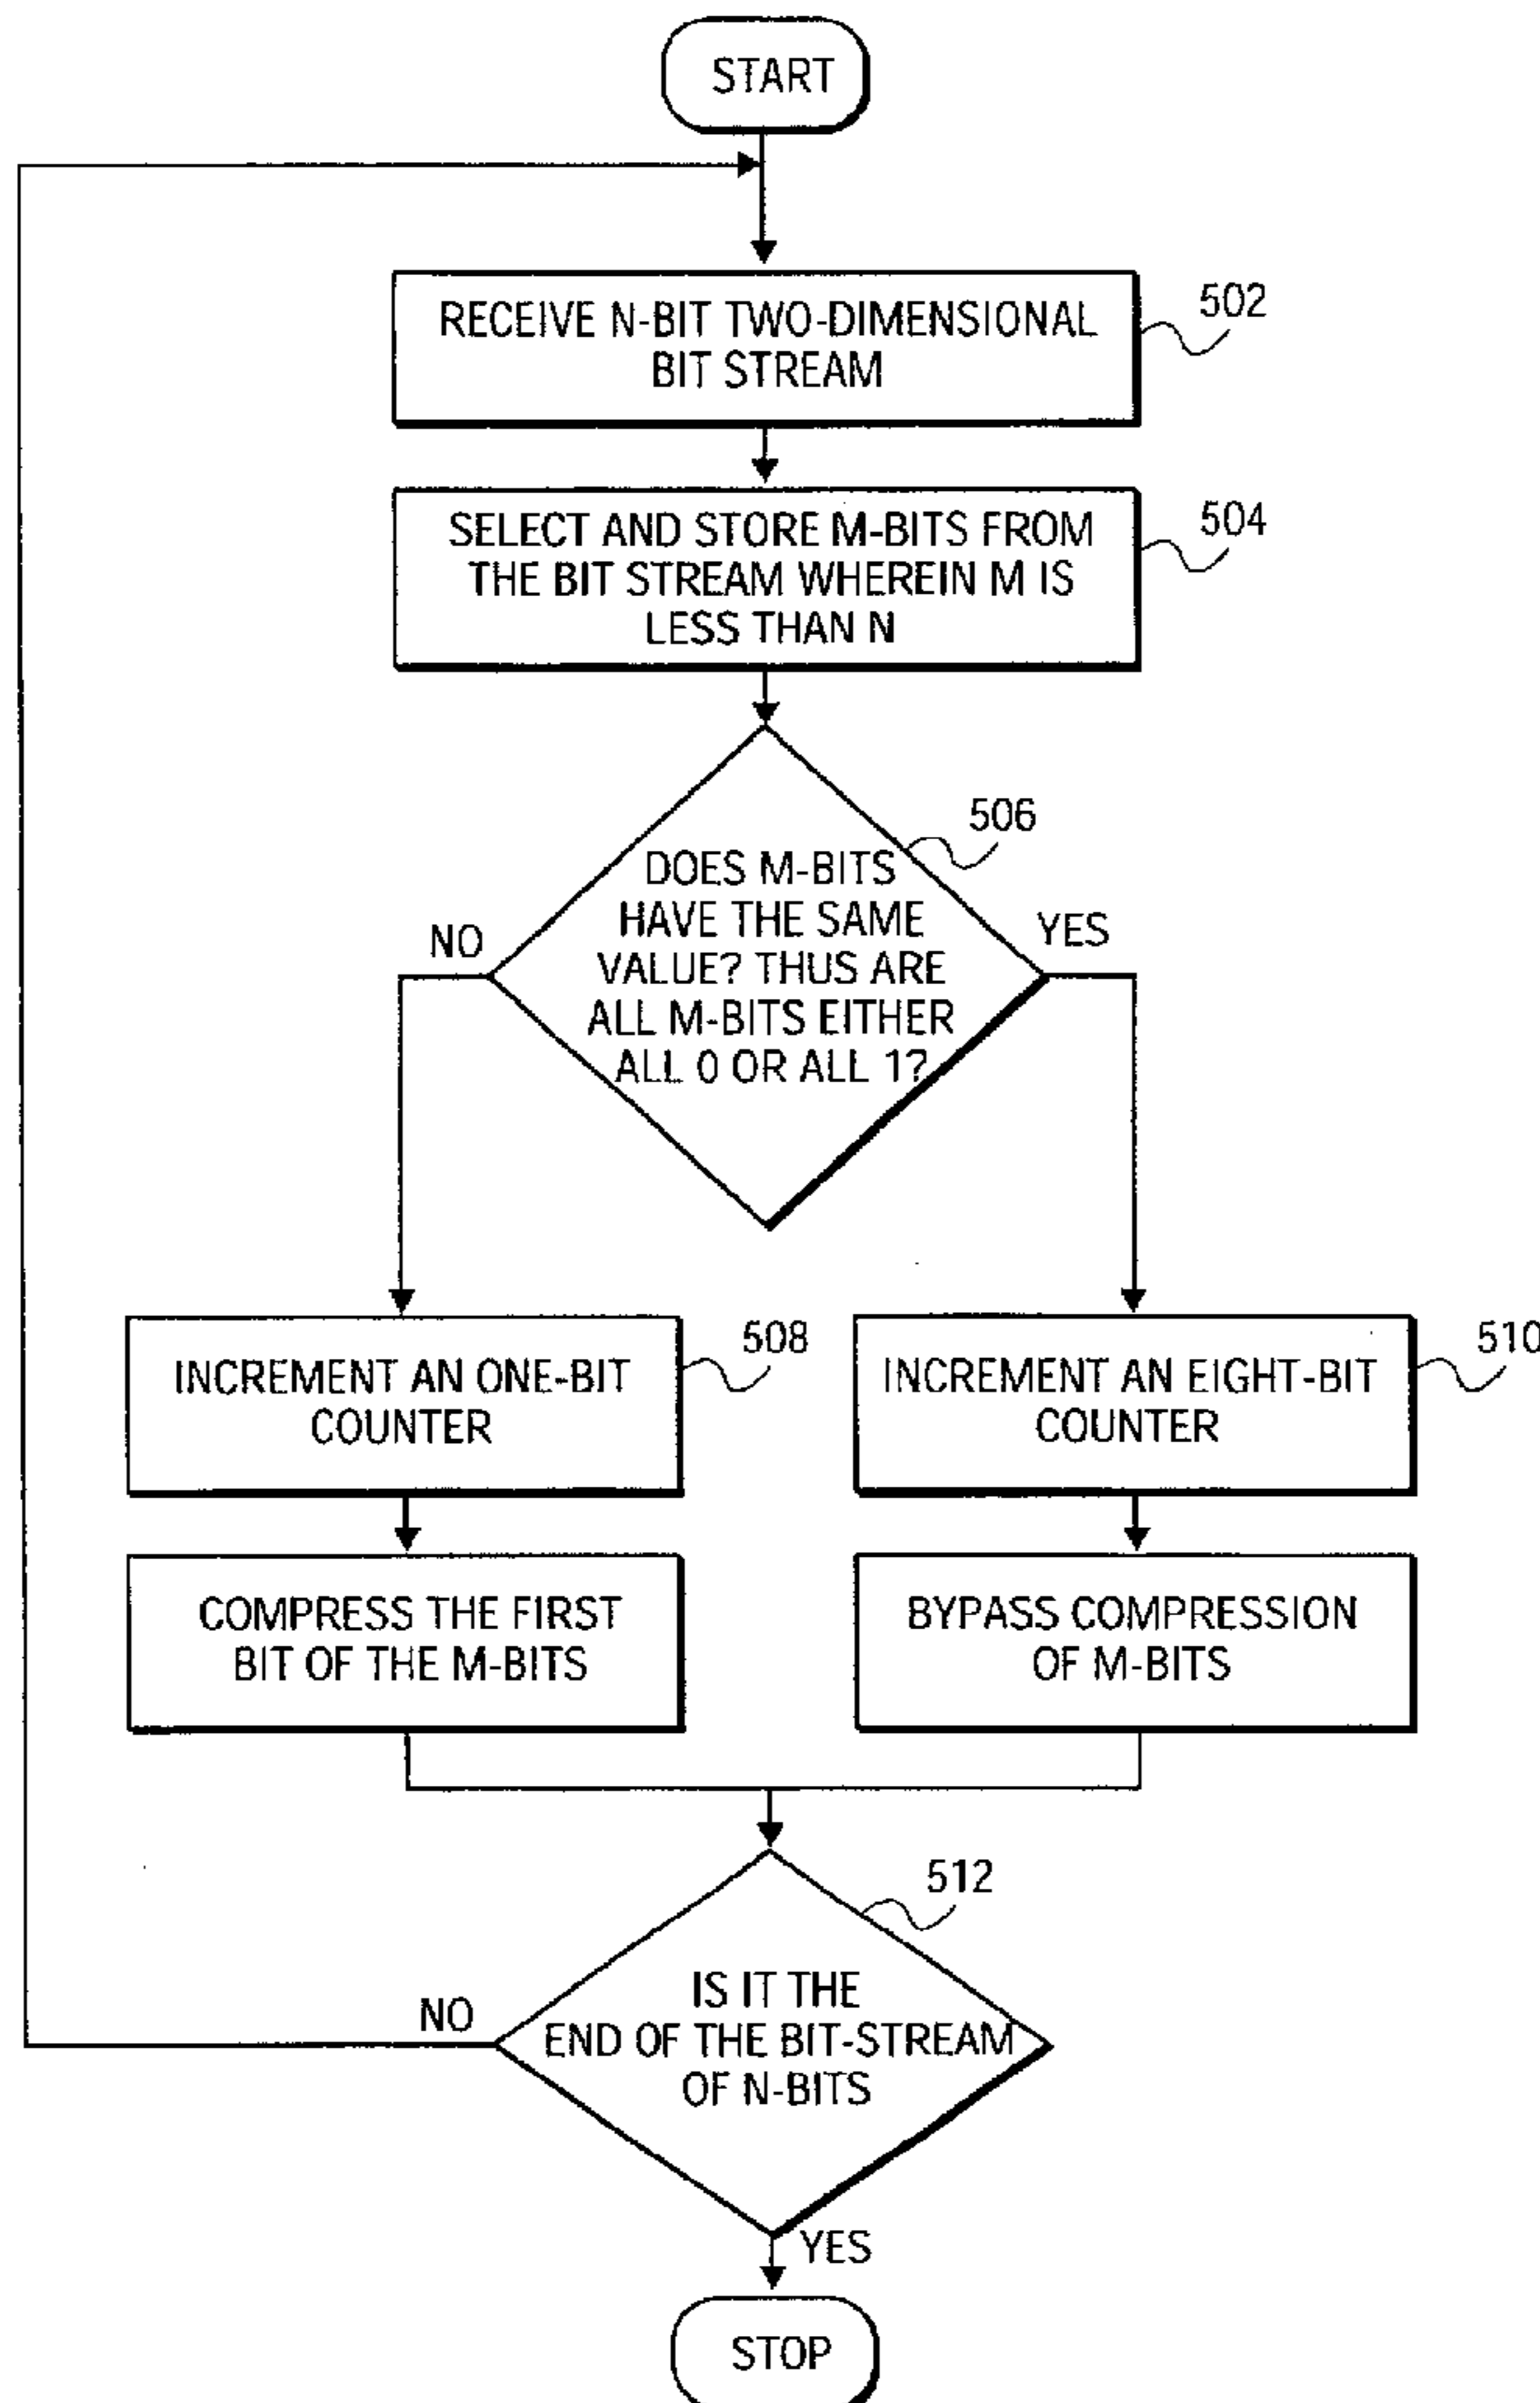 START
RECEIVE N-BIT TWO-DIMENSIONAL
BIT STREAM
502
SELECT AND STORE M-BITS FROM
THE BIT STREAM WHEREIN M IS
LESS THAN N
504
506
DOES M-BITS
HAVE THE SAME
VALUE? THUS ARE
ALL M-BITS EITHER
ALL 0 OR ALL 1?
NO
YES
INCREMENT AN ONE-BIT
COUNTER
508
INCREMENT AN EIGHT-BIT
COUNTER
510
COMPRESS THE FIRST
BIT OF THE M-BITS
BYPASS COMPRESSION
OF M-BITS
512
IS IT THE
END OF THE BIT-STREAM
OF N-BITS
NO
YES
STOP